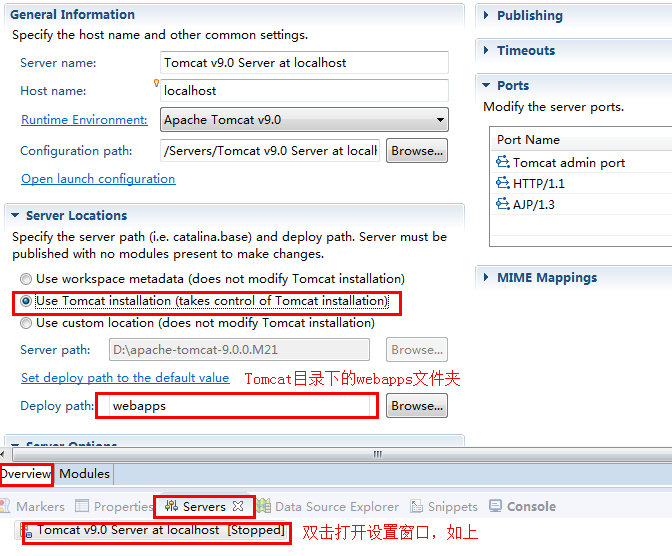 General Information
Specify the host name and other common settings.
Server name: Tomcat v9.0 Server at localhost
Host name: localhost
Runtime Environment: Apache Tomcat v9.0
Configuration path: /Servers/Tomcat v9.0 Server at local Browse...
Open launch configuration
Server Locations
Specify the server path (i.e. catalina.base) and deploy path. Server must be
published with no modules present to make changes.
Use workspace metadata (does not modify Tomcat installation)
Use Tomcat installation (takes control of Tomcat installation)
Use custom location (does not modify Tomcat installation)
Server path: D:\apache-tomcat-9.0.0.M21 Browse...
Set deploy path to the default value Tomcat目录下的webapps文件夹
Deploy path: webapps Browse...
Server Options
Publishing
Timeouts
Ports
Modify the server ports.
Port Name
Tomcat admin port
HTTP/1.1
AJP/1.3
MIME Mappings
Overview Modules
Markers Properties Servers Data Source Explorer Snippets Console
Tomcat v9.0 Server at localhost [Stopped] 双击打开设置窗口，如上